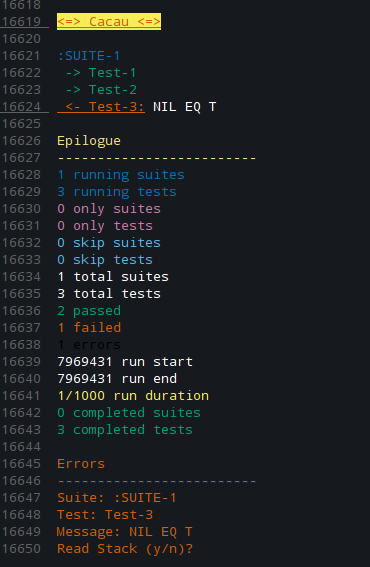 16618
16619 <=> Cacau <=>
16620
16621 :SUITE-1
16622 -> Test-1
16623 -> Test-2
16624 <- Test-3: NIL EQ T
16625
16626 Epilogue
16627 -------------------------
16628 1 running suites
16629 3 running tests
16630 0 only suites
16631 0 only tests
16632 0 skip suites
16633 0 skip tests
16634 1 total suites
16635 3 total tests
16636 2 passed
16637 1 failed
16638 1 errors
16639 7969431 run start
16640 7969431 run end
16641 1/1000 run duration
16642 0 completed suites
16643 3 completed tests
16644
16645 Errors
16646 -------------------------
16647 Suite: :SUITE-1
16648 Test: Test-3
16649 Message: NIL EQ T
16650 Read Stack (y/n)?